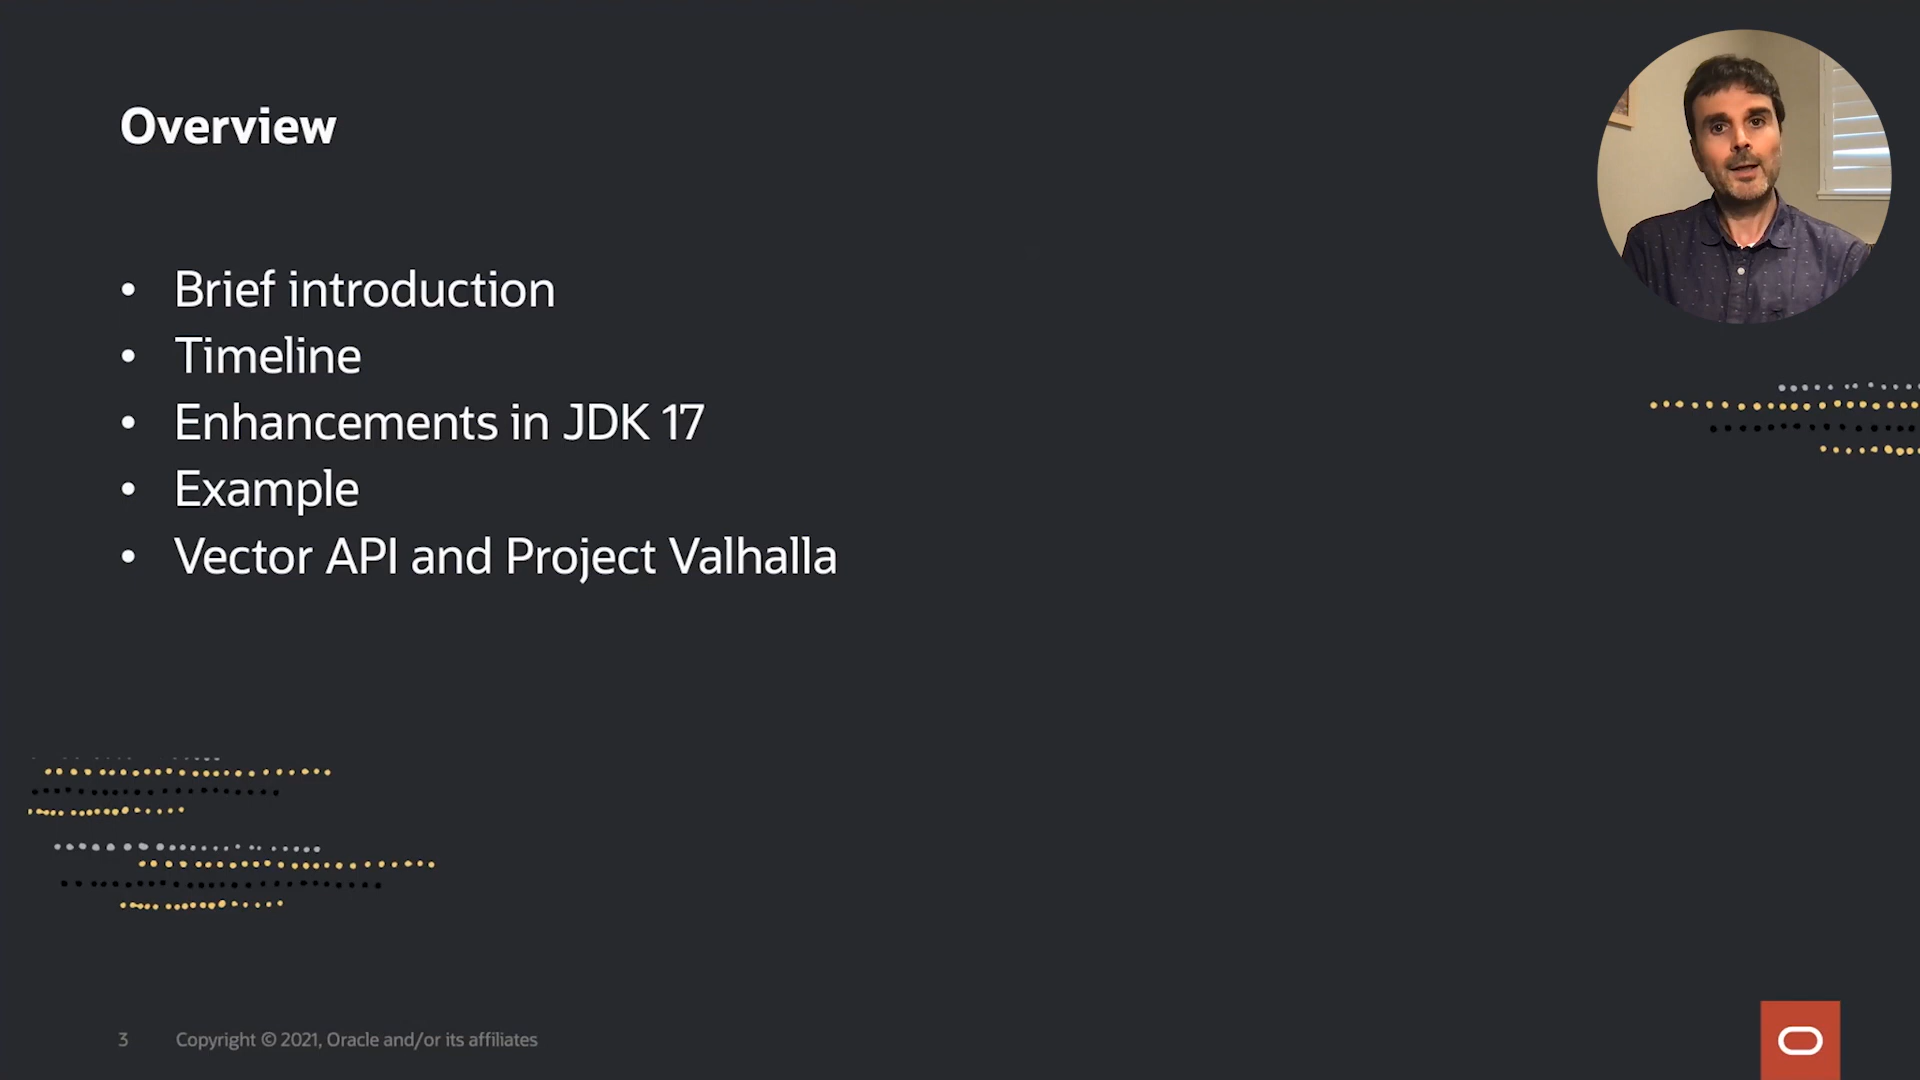 Overview
• Brief introduction
• Timeline
• Enhancements in JDK 17
• Example
• Vector API and Project Valhalla
3 Copyright © 2021, Oracle and/or its affiliates